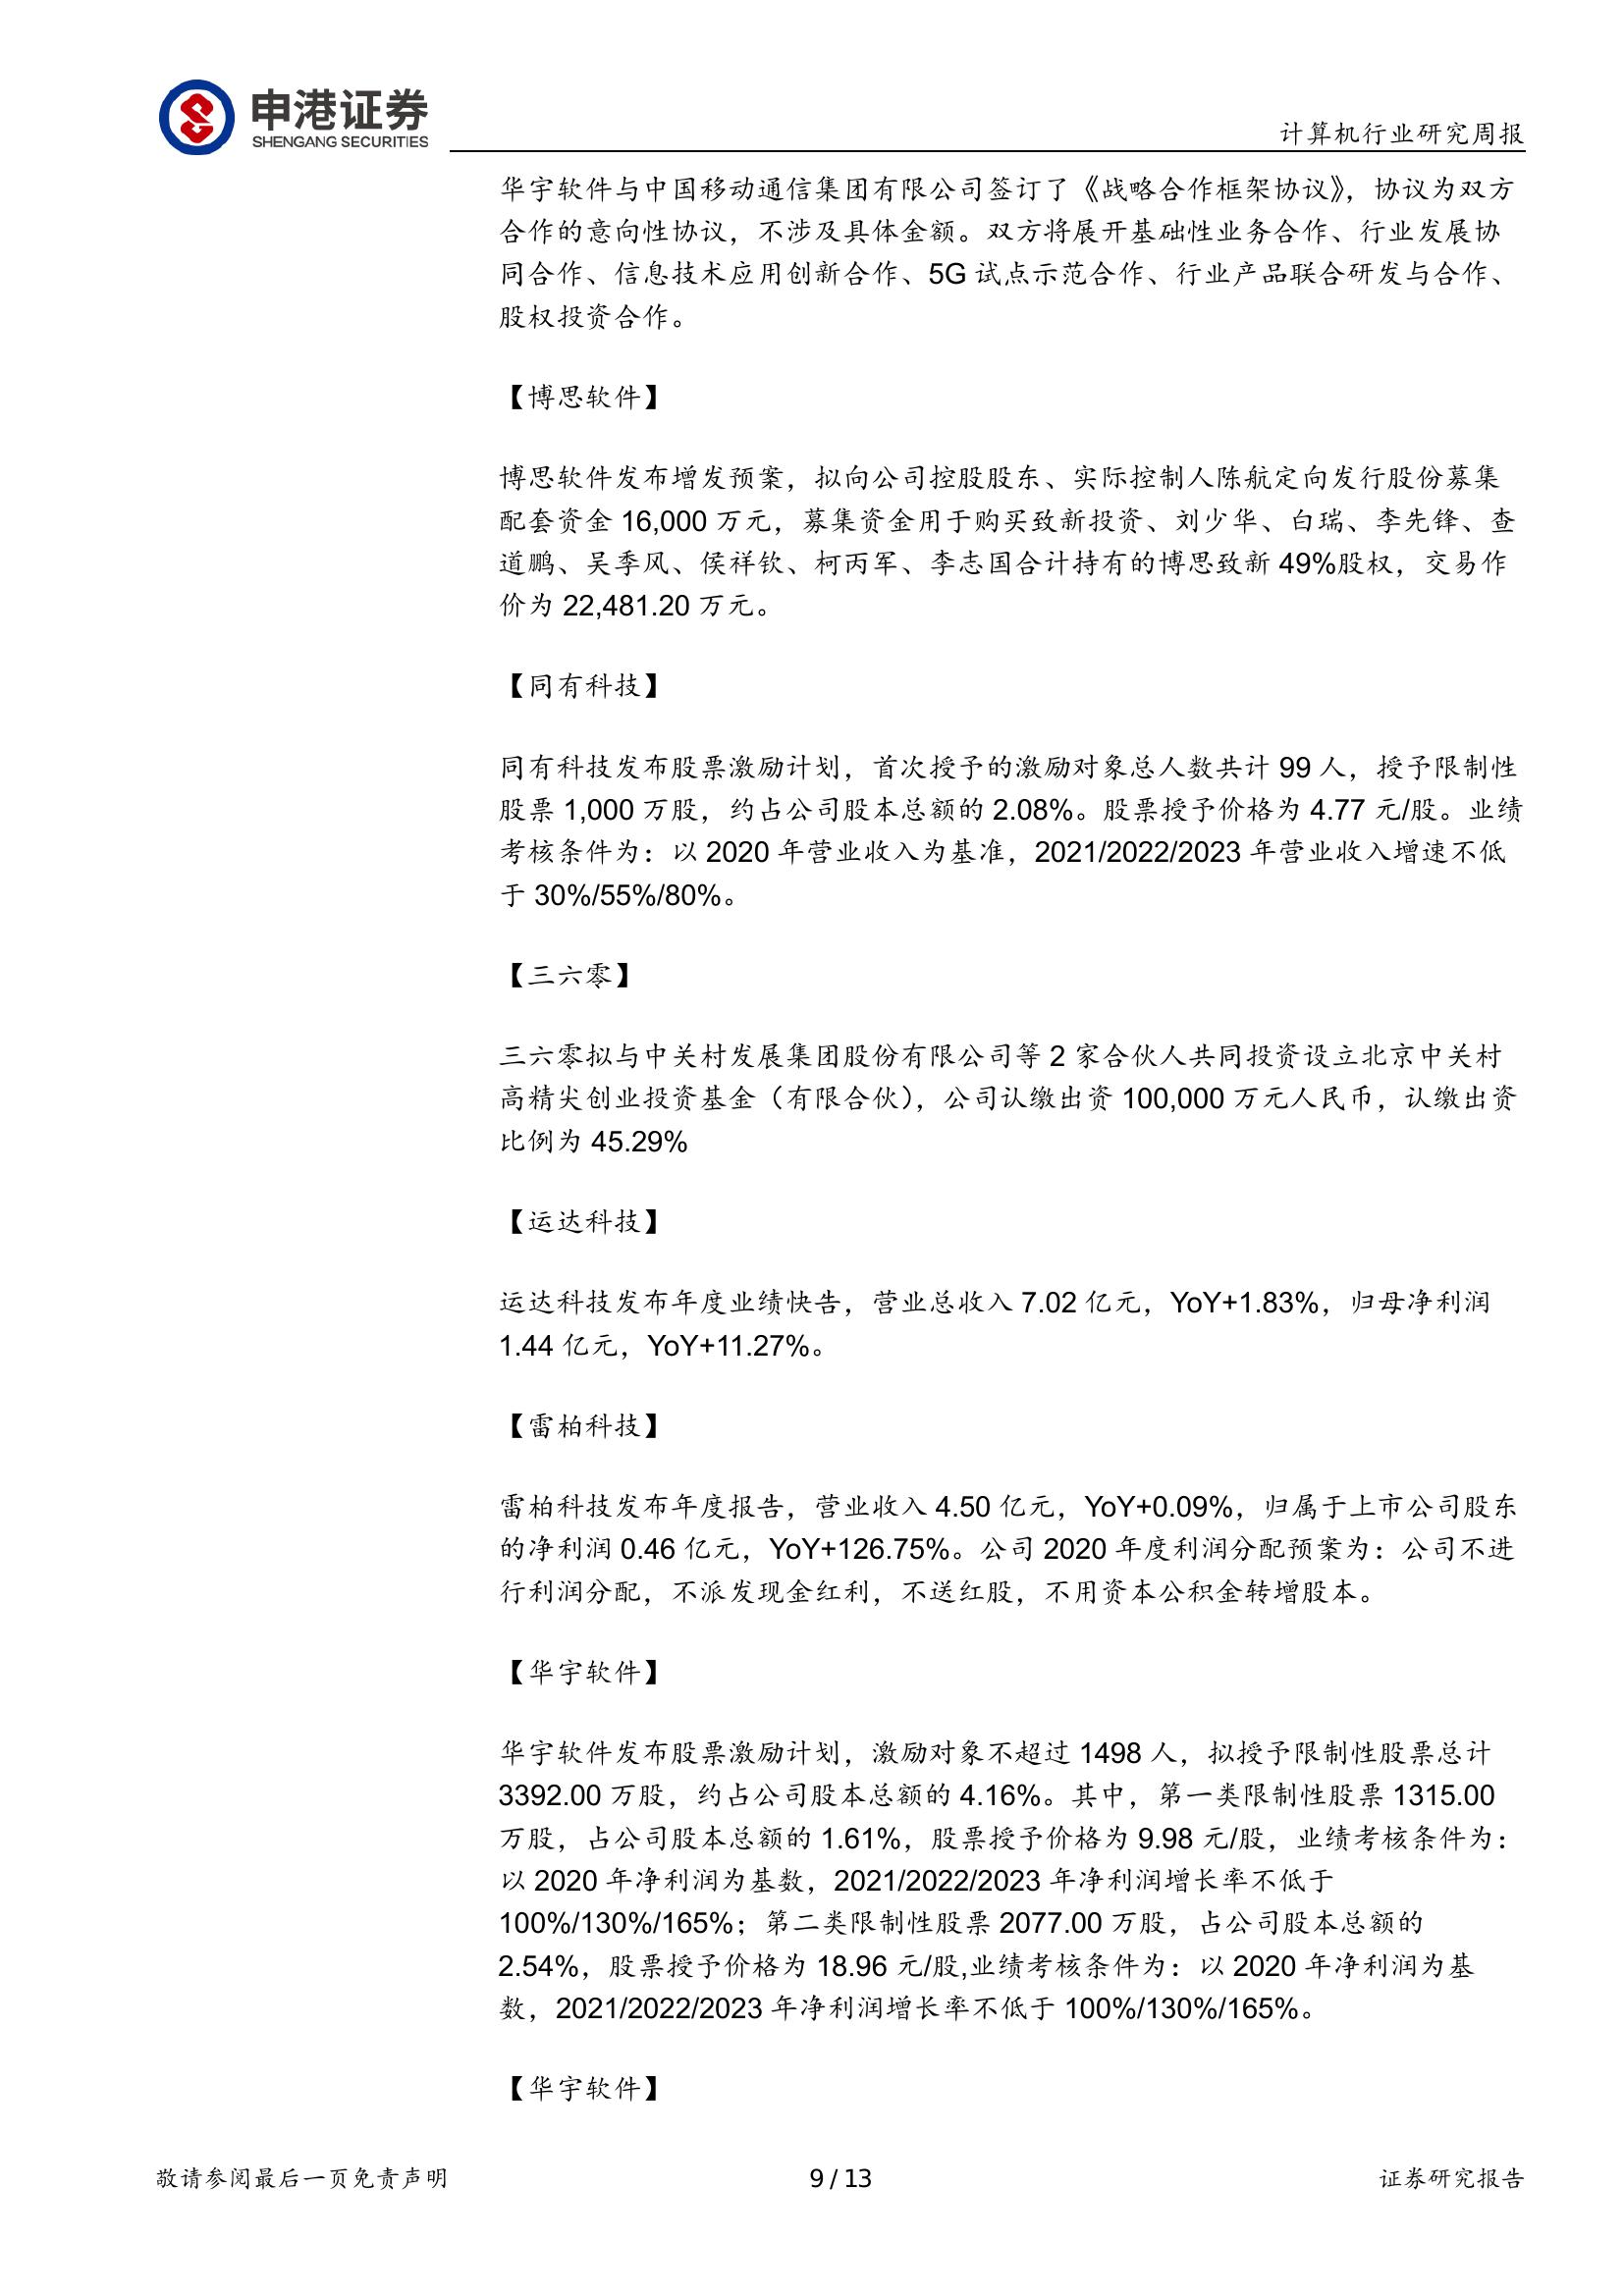 申港证券
SHENGANG SECURITIES
计算机行业研究周报
华宇软件与中国移动通信集团有限公司签订了《战略合作框架协议》，协议为双方
合作的意向性协议，不涉及具体金额。双方将展开基础性业务合作、行业发展协
同合作、信息技术应用创新合作、5G 试点示范合作、行业产品联合研发与合作、
股权投资合作。
【博思软件】
博思软件发布增发预案，拟向公司控股股东、实际控制人陈航定向发行股份募集
配套资金 16,000 万元，募集资金用于购买致新投资、刘少华、白瑞、李先锋、查
道鹏、吴季风、侯祥钦、柯丙军、李志国合计持有的博思致新 49%股权，交易作
价为 22,481.20 万元。
【同有科技】
同有科技发布股票激励计划，首次授予的激励对象总人数共计 99 人，授予限制性
股票 1,000 万股，约占公司股本总额的 2.08%。股票授予价格为 4.77 元/股。业绩
考核条件为：以 2020 年营业收入为基准，2021/2022/2023 年营业收入增速不低
于 30%/55%/80%。
【三六零】
三六零拟与中关村发展集团股份有限公司等 2 家合伙人共同投资设立北京中关村
高精尖创业投资基金（有限合伙），公司认缴出资 100,000 万元人民币，认缴出资
比例为 45.29%
【运达科技】
运达科技发布年度业绩快告，营业总收入 7.02 亿元，YoY+1.83%，归母净利润
1.44 亿元，YoY+11.27%。
【雷柏科技】
雷柏科技发布年度报告，营业收入 4.50 亿元，YoY+0.09%，归属于上市公司股东
的净利润 0.46 亿元，YoY+126.75%。公司 2020 年度利润分配预案为：公司不进
行利润分配，不派发现金红利，不送红股，不用资本公积金转增股本。
【华宇软件】
华宇软件发布股票激励计划，激励对象不超过 1498 人，拟授予限制性股票总计
3392.00 万股，约占公司股本总额的 4.16%。其中，第一类限制性股票 1315.00
万股，占公司股本总额的 1.61%，股票授予价格为 9.98 元/股，业绩考核条件为：
以 2020 年净利润为基数，2021/2022/2023 年净利润增长率不低于
100%/130%/165%；第二类限制性股票 2077.00 万股，占公司股本总额的
2.54%，股票授予价格为 18.96 元/股,业绩考核条件为：以 2020 年净利润为基
数，2021/2022/2023 年净利润增长率不低于 100%/130%/165%。
【华宇软件】
敬请参阅最后一页免责声明
9 / 13
证券研究报告